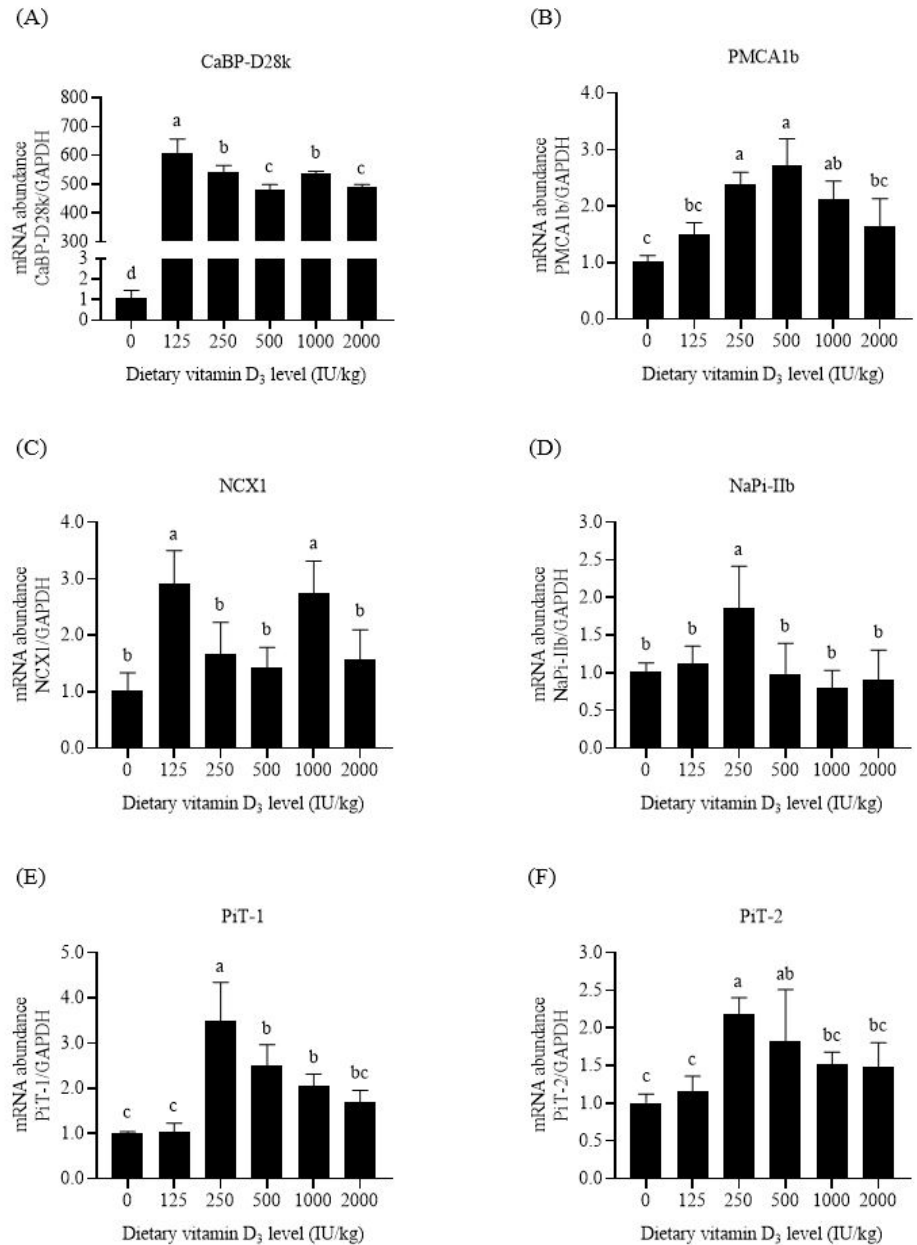 (A)
CaBP-D28k
mRNA abundance
CaBP-D28k/GAPDH
800
700
600
500
400
300
3
2
1
0
a
b
c
b
c
d
0 125 250 500 1000 2000
Dietary vitamin D₃ level (IU/kg)
(B)
PMCA1b
mRNA abundance
PMCA1b/GAPDH
4.0
3.0
2.0
1.0
0.0
c
bc
a
a
ab
bc
0 125 250 500 1000 2000
Dietary vitamin D₃ level (IU/kg)
(C)
NCX1
mRNA abundance
NCX1/GAPDH
4.0
3.0
2.0
1.0
0.0
b
a
b
b
a
b
0 125 250 500 1000 2000
Dietary vitamin D₃ level (IU/kg)
(D)
NaPi-IIb
mRNA abundance
NaPi-IIb/GAPDH
3.0
2.5
2.0
1.5
1.0
0.5
0.0
b
b
a
b
b
b
0 125 250 500 1000 2000
Dietary vitamin D₃ level (IU/kg)
(E)
PiT-1
mRNA abundance
PiT-1/GAPDH
5.0
4.0
3.0
2.0
1.0
0.0
c
c
a
b
b
bc
0 125 250 500 1000 2000
Dietary vitamin D₃ level (IU/kg)
(F)
PiT-2
mRNA abundance
PiT-2/GAPDH
3.0
2.5
2.0
1.5
1.0
0.5
0.0
c
c
a
ab
bc
bc
0 125 250 500 1000 2000
Dietary vitamin D₃ level (IU/kg)